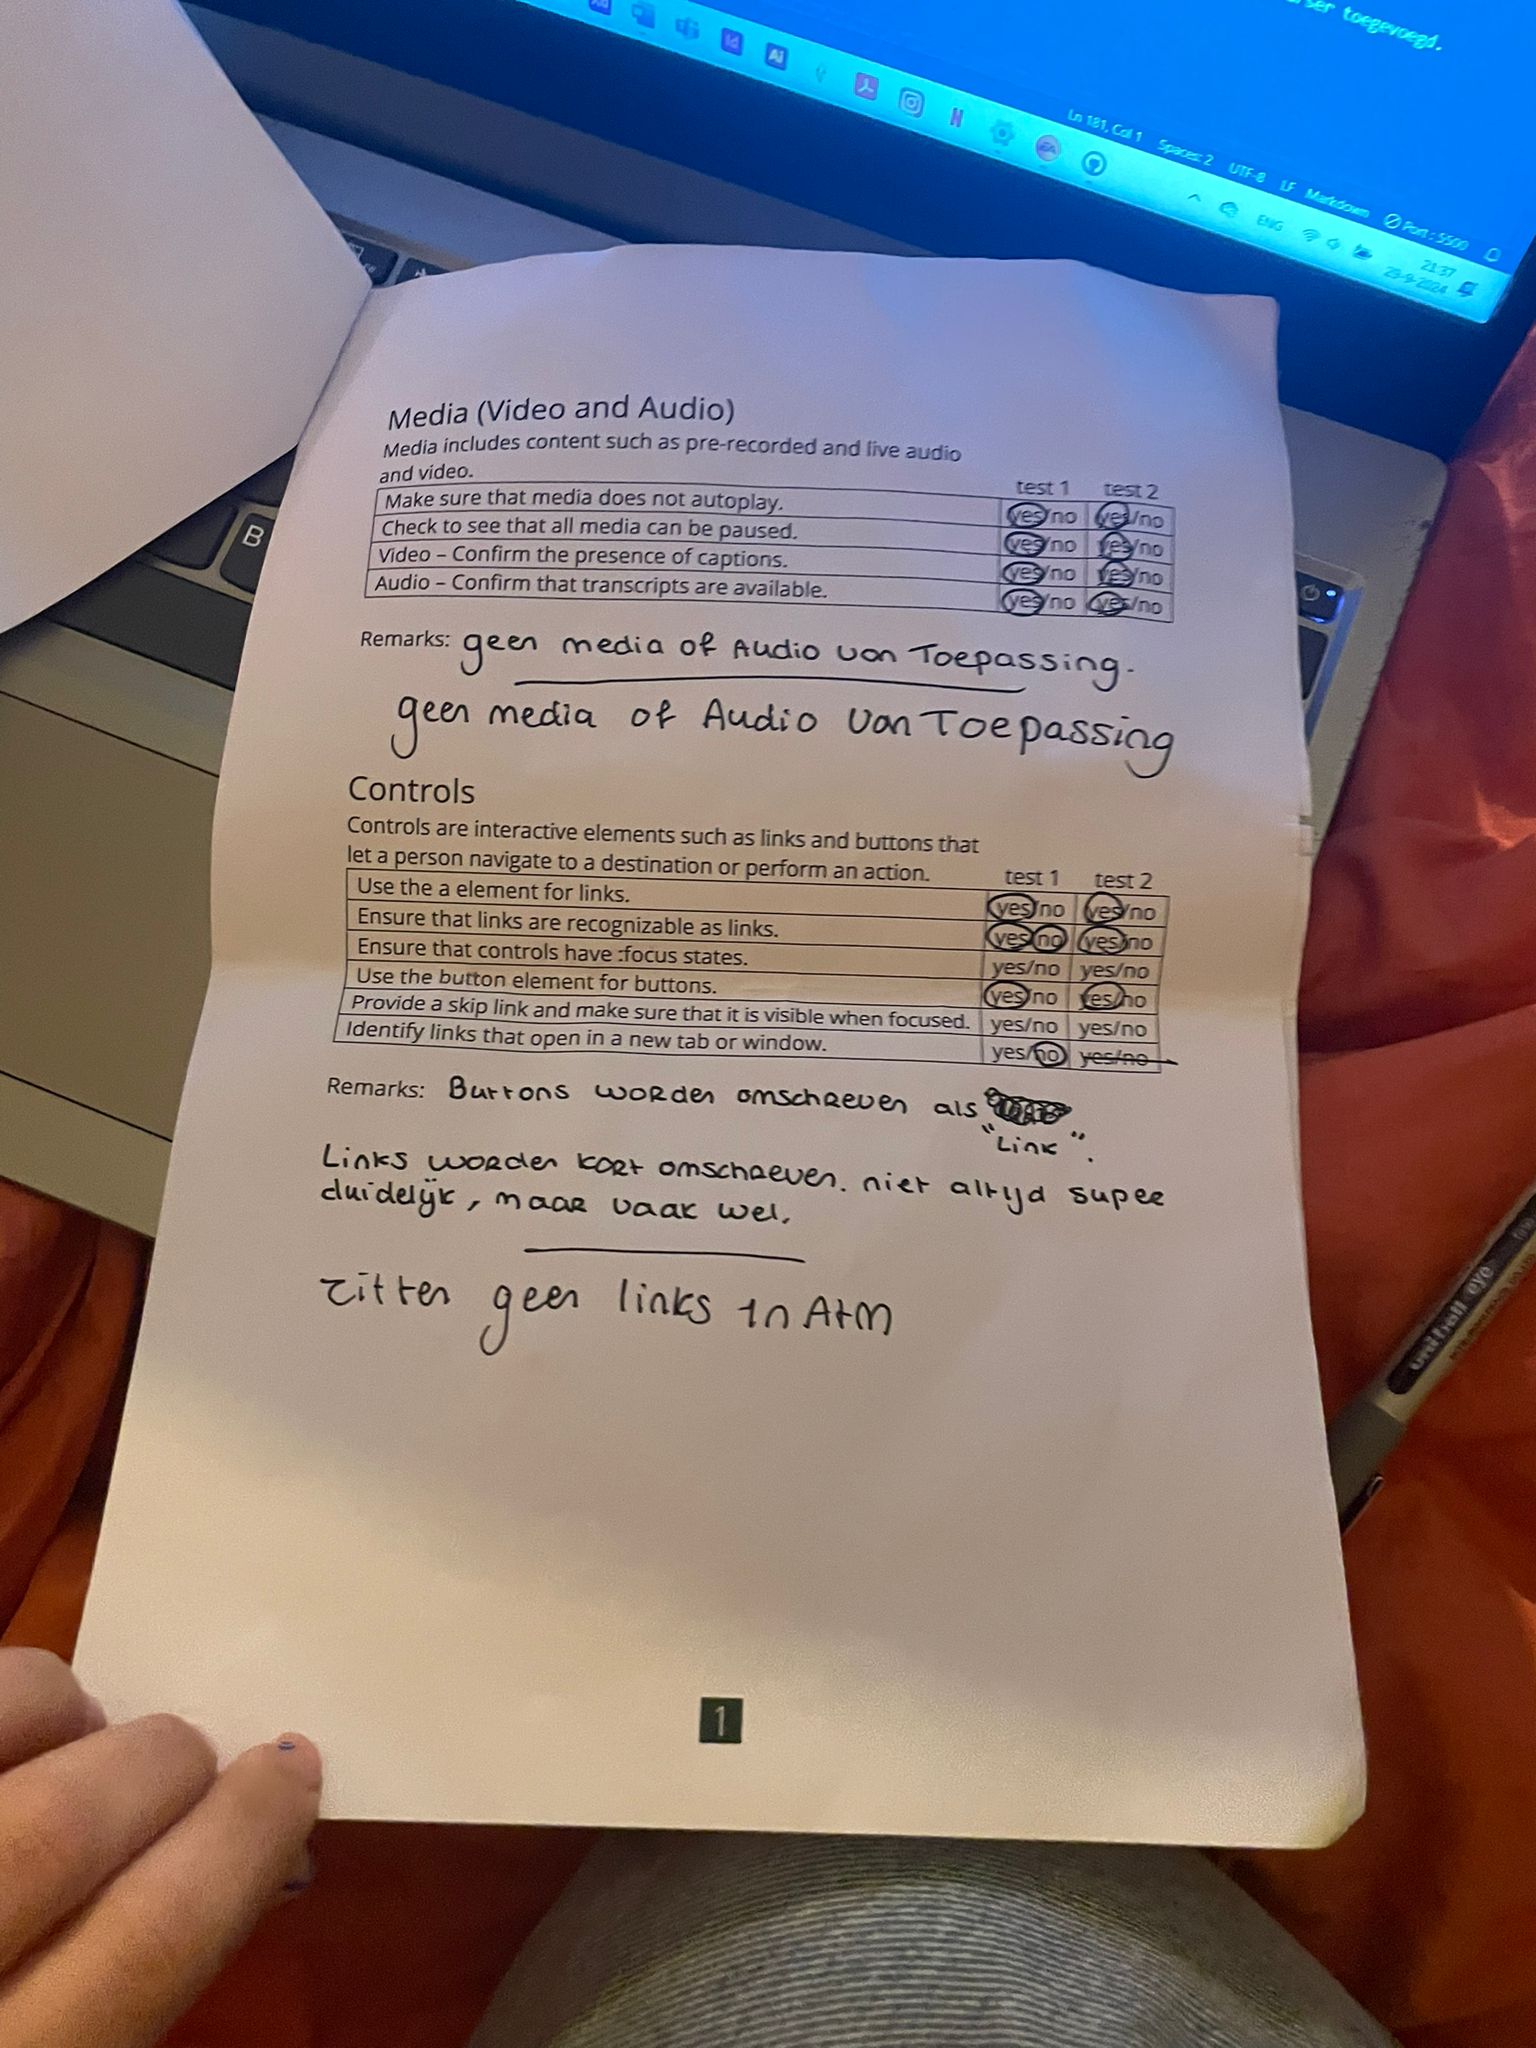 ser toegevoegd.
Ln 181, Col 1 Spaces: 2 UTF-8 LF Markdown Port : 5500
ENG
21:37
23-9-2024
B
Media (Video and Audio)
Media includes content such as pre-recorded and live audio
and video.
test 1 test 2
Make sure that media does not autoplay. yes/no yes/no
Check to see that all media can be paused. yes/no yes/no
Video – Confirm the presence of captions. yes/no yes/no
Audio – Confirm that transcripts are available. yes/no yes/no
Remarks: geen media of Audio van Toepassing.
geen media of Audio van Toepassing
Controls
Controls are interactive elements such as links and buttons that
let a person navigate to a destination or perform an action.
test 1 test 2
Use the a element for links. yes/no yes/no
Ensure that links are recognizable as links. yes/no yes/no
Ensure that controls have :focus states. yes/no yes/no
Use the button element for buttons. yes/no yes/no
Provide a skip link and make sure that it is visible when focused. yes/no yes/no
Identify links that open in a new tab or window. yes/no yes/no
Remarks: Buttons worden omschreven als
"Link".
Links worden kort omschreven. niet altijd super
duidelijk, maar vaak wel.
zitten geen links in AtM
uniball eye
1